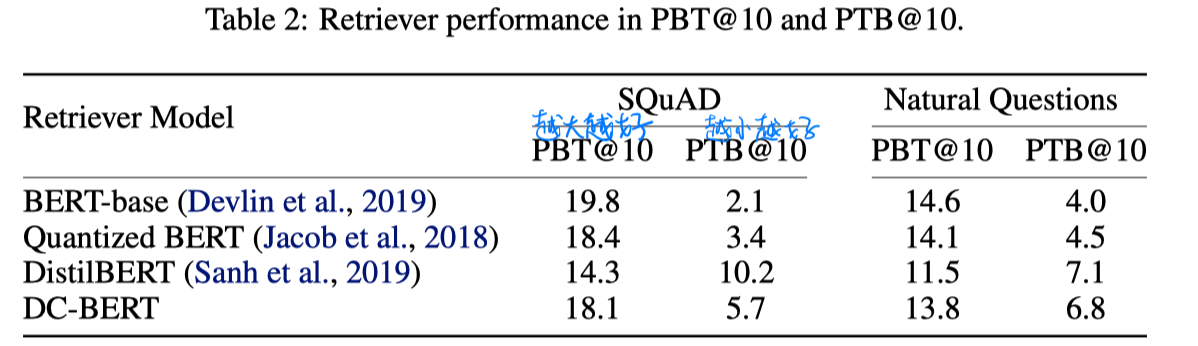 Table 2: Retriever performance in PBT@10 and PTB@10.
Retriever Model SQuAD Natural Questions
越大越好 越小越好
PBT@10 PTB@10 PBT@10 PTB@10
BERT-base (Devlin et al., 2019) 19.8 2.1 14.6 4.0
Quantized BERT (Jacob et al., 2018) 18.4 3.4 14.1 4.5
DistilBERT (Sanh et al., 2019) 14.3 10.2 11.5 7.1
DC-BERT 18.1 5.7 13.8 6.8